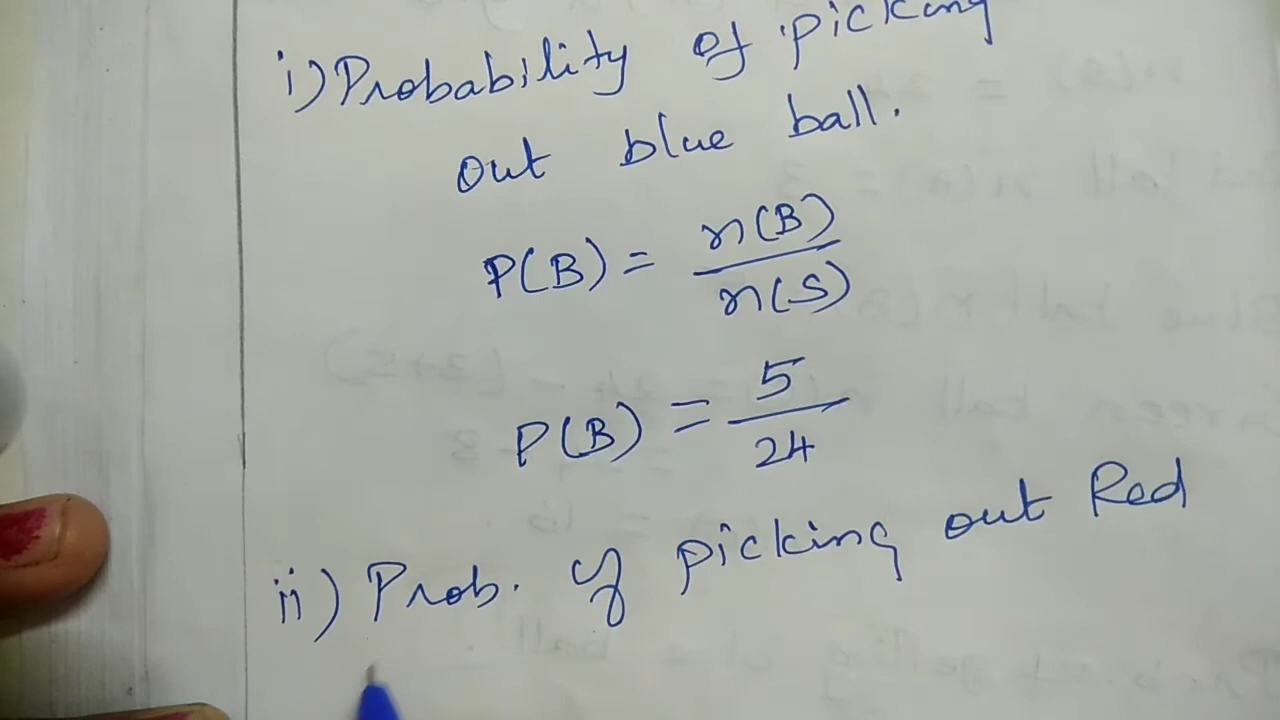 i) Probability of picking
out blue ball.
P(B) = n(B)
n(S)
P(B) = 5
24
ii) Prob. of picking out Red